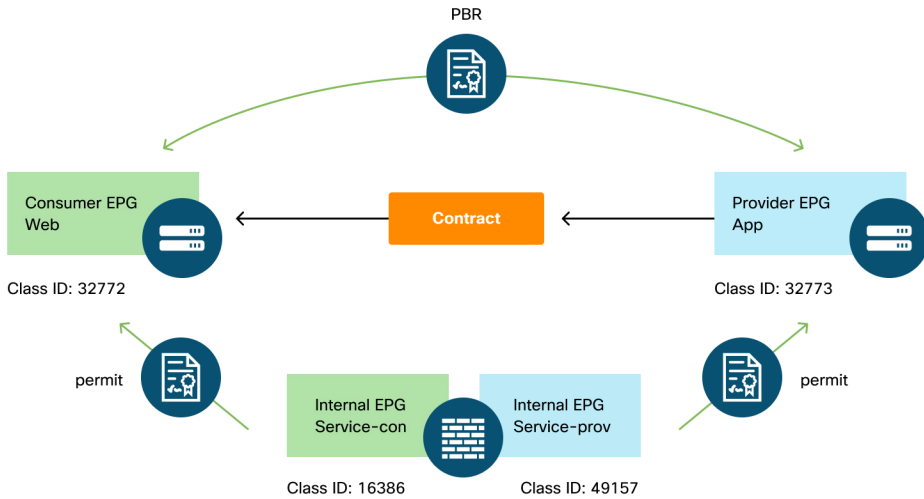 PBR
Consumer EPG
Web
Contract
Provider EPG
App
Class ID: 32772
Class ID: 32773
permit
permit
Internal EPG
Service-con
Internal EPG
Service-prov
Class ID: 16386
Class ID: 49157